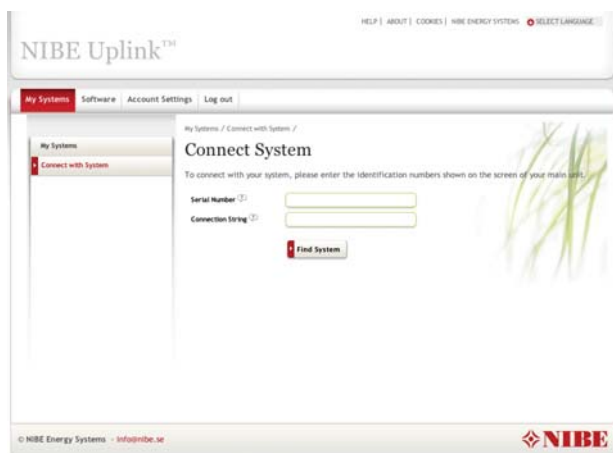 HELP | ABOUT | COOKIES | NIBE ENERGY SYSTEMS SELECT LANGUAGE
NIBE Uplink™
My Systems Software Account Settings Log out
My Systems / Connect with System /
My Systems
Connect with System
Connect System
To connect with your system, please enter the identification numbers shown on the screen of your main unit.
Serial Number (?)
Connection String (?)
Find System
© NIBE Energy Systems - info@nibe.se
NIBE